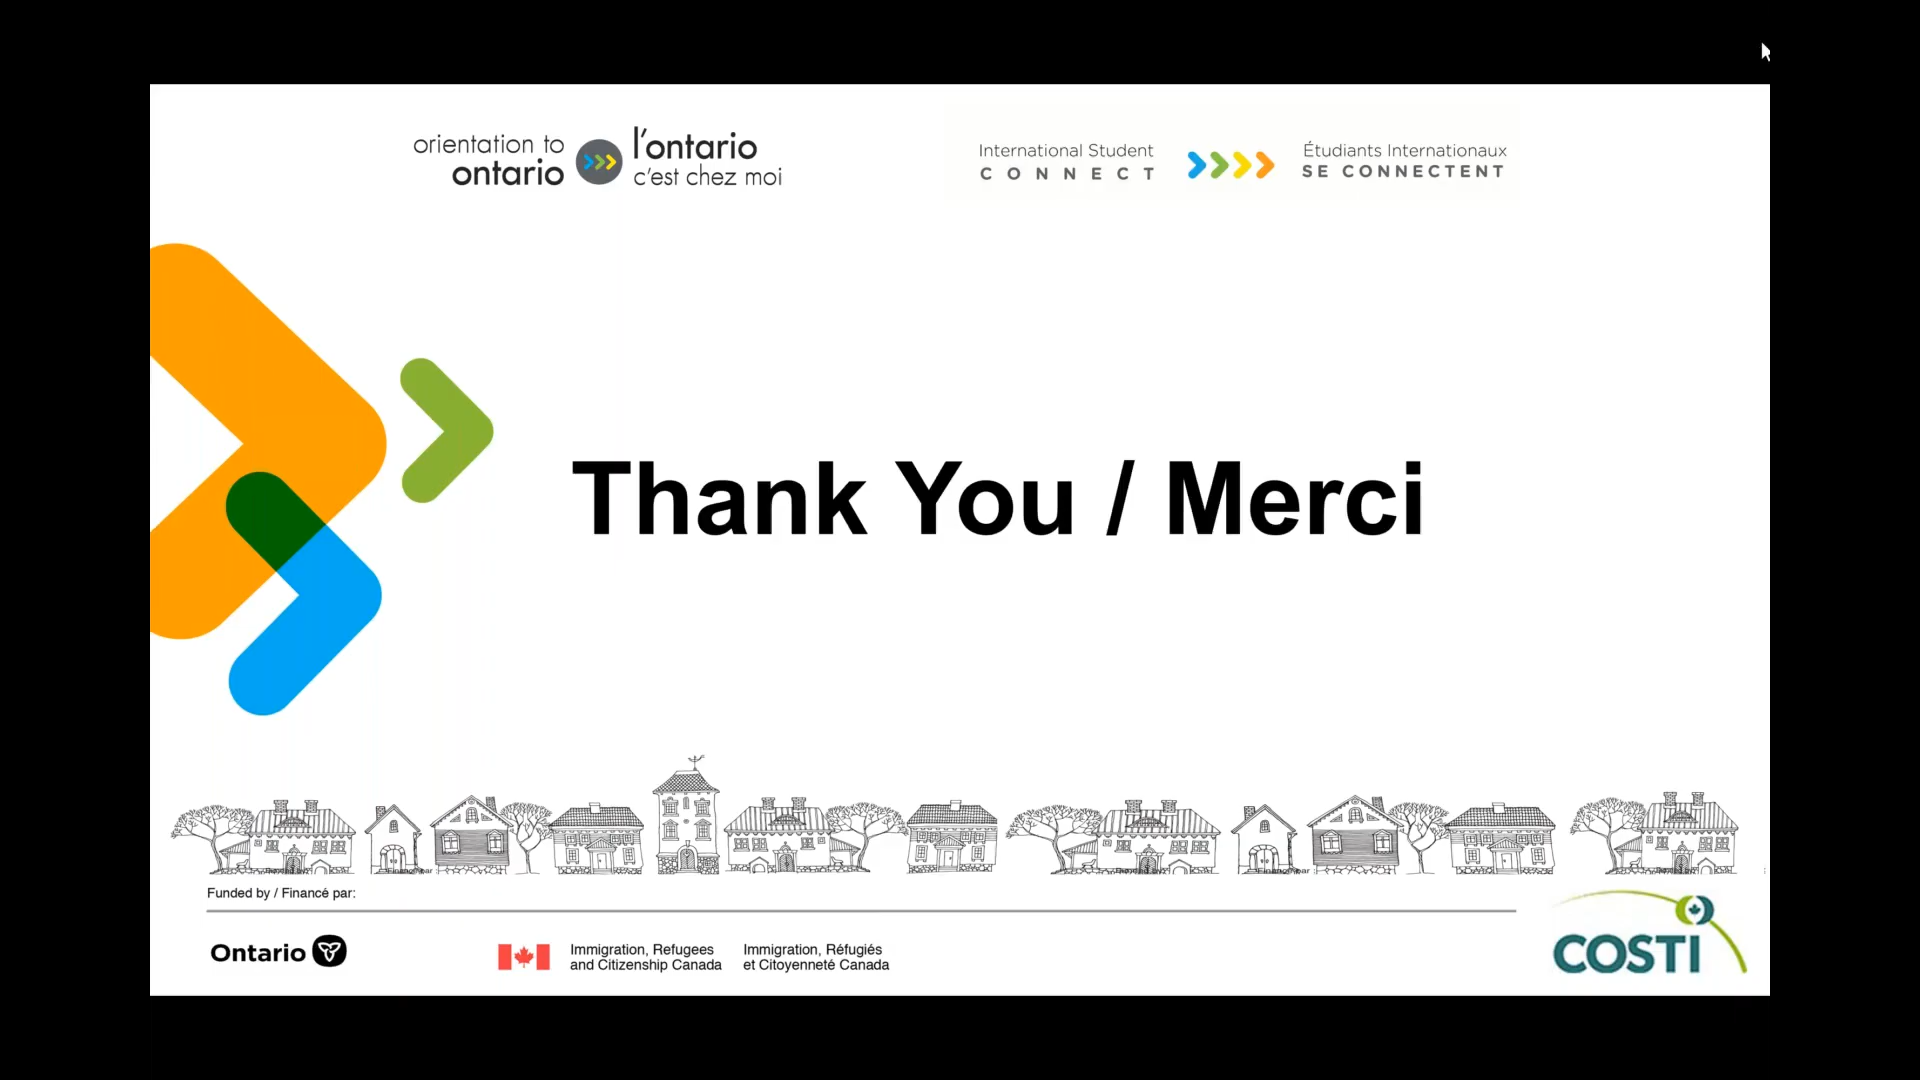 orientation to
ontario
l'ontario
c'est chez moi
International Student
CONNECT
Étudiants Internationaux
SE CONNECTENT
Thank You / Merci
Funded by / Financé par:
Ontario
Immigration, Refugees
and Citizenship Canada
Immigration, Réfugiés
et Citoyenneté Canada
COSTI